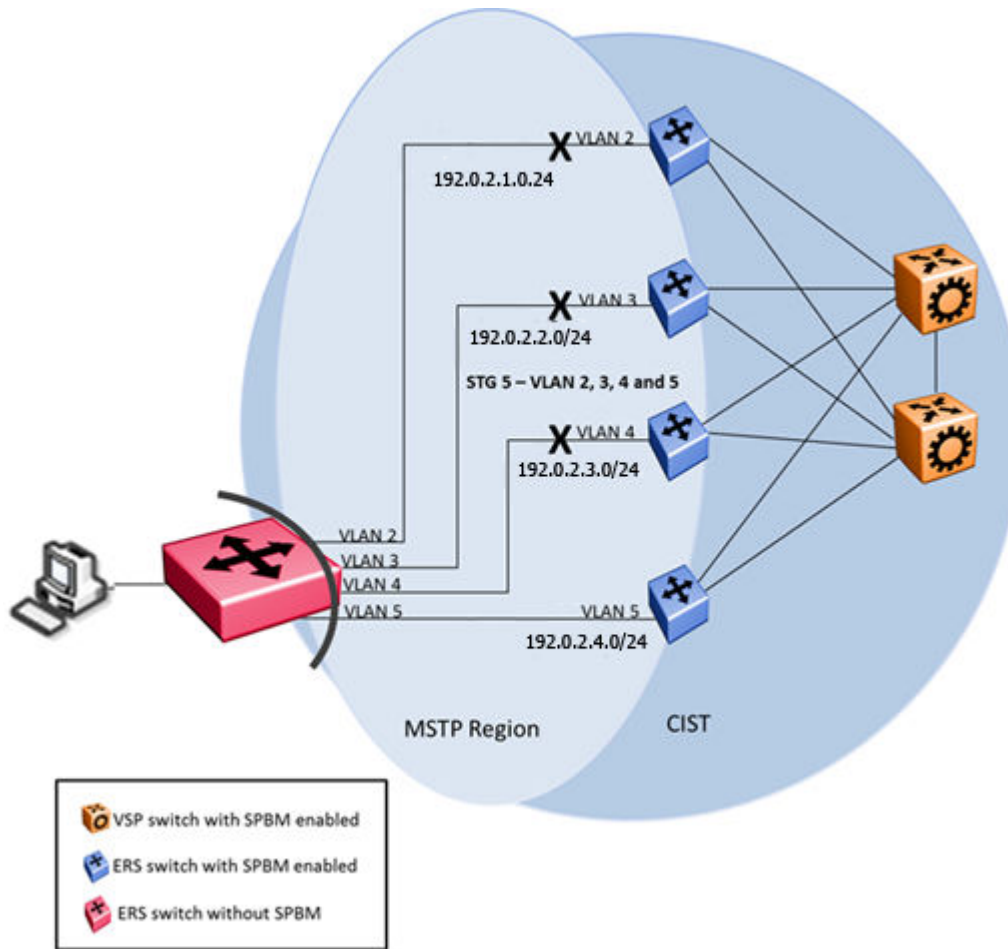 VLAN 2
192.0.2.1.0.24
VLAN 3
192.0.2.2.0/24
STG 5 – VLAN 2, 3, 4 and 5
VLAN 4
192.0.2.3.0/24
VLAN 2
VLAN 3
VLAN 4
VLAN 5
VLAN 5
192.0.2.4.0/24
MSTP Region
CIST
VSP switch with SPBM enabled
ERS switch with SPBM enabled
ERS switch without SPBM